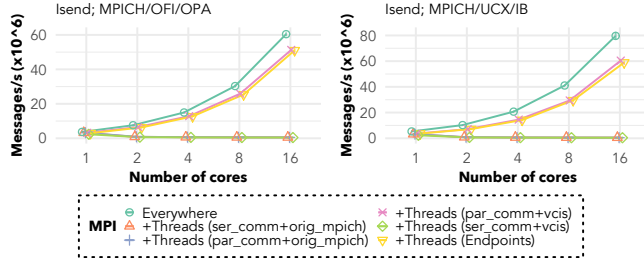 Isend; MPICH/OFI/OPA
Messages/s (x10^6)
60
40
20
0
1 2 4 8 16
Number of cores
Isend; MPICH/UCX/IB
Messages/s (x10^6)
80
60
40
20
0
1 2 4 8 16
Number of cores
MPI
Everywhere
+Threads (ser_comm+orig_mpich)
+Threads (par_comm+orig_mpich)
+Threads (par_comm+vcis)
+Threads (ser_comm+vcis)
+Threads (Endpoints)